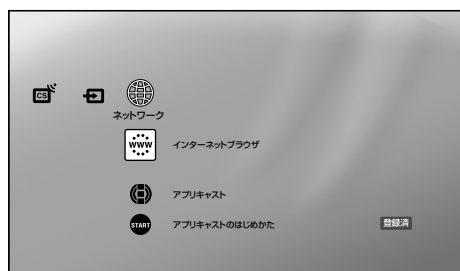 CS
ネットワーク
WWW
インターネットブラウザ
アプリキャスト
START
アプリキャストのはじめかた
登録済